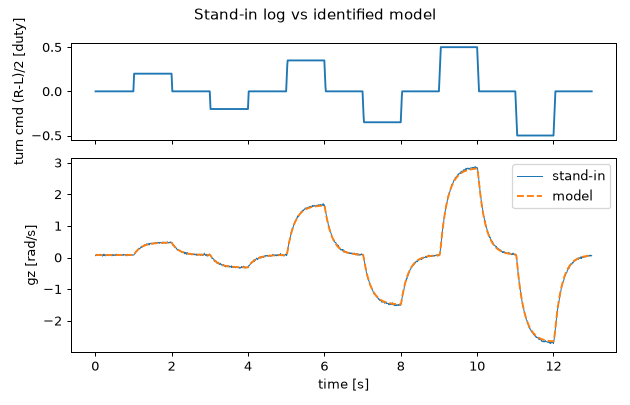 Stand-in log vs identified model
turn cmd (R-L)/2 [duty]
0.5
0.0
−0.5
gz [rad/s]
3
2
1
0
−1
−2
stand-in
model
0 2 4 6 8 10 12
time [s]